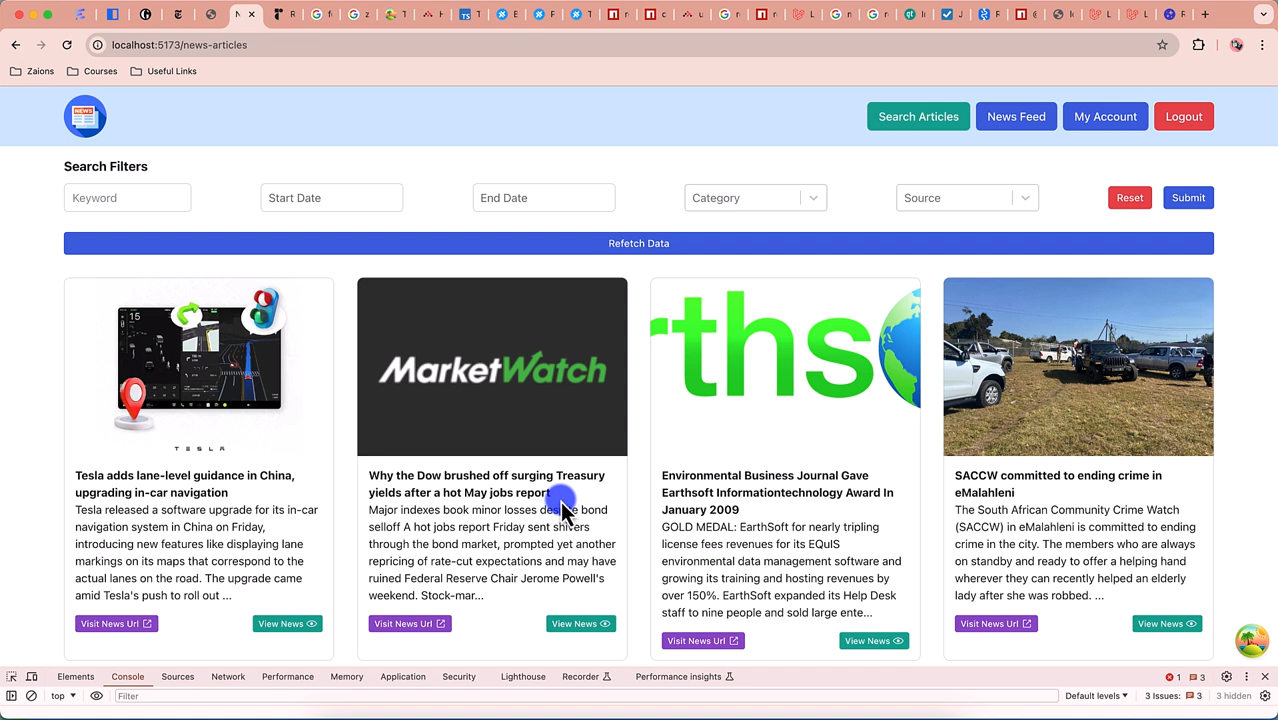 localhost:5173/news-articles
Zaions Courses Useful Links
NEWS
Search Articles News Feed My Account Logout
Search Filters
Keyword Start Date End Date Category Source Reset Submit
Refetch Data
15
TESLA
MarketWatch
rthso
Tesla adds lane-level guidance in China,
upgrading in-car navigation
Tesla released a software upgrade for its in-car
navigation system in China on Friday,
introducing new features like displaying lane
markings on its maps that correspond to the
actual lanes on the road. The upgrade came
amid Tesla's push to roll out ...
Visit News Url View News
Why the Dow brushed off surging Treasury
yields after a hot May jobs report
Major indexes book minor losses bond
selloff A hot jobs report Friday sent
through the bond market, prompted yet another
repricing of rate-cut expectations and may have
ruined Federal Reserve Chair Jerome Powell's
weekend. Stock-mar...
Visit News Url View News
Environmental Business Journal Gave
Earthsoft Informationtechnology Award In
January 2009
GOLD MEDAL: EarthSoft for nearly tripling
license fees revenues for its EQuIS
environmental data management software and
growing its training and hosting revenues by
over 150%. EarthSoft expanded its Help Desk
staff to nine people and sold large ente...
Visit News Url View News
SACCW committed to ending crime in
eMalahleni
The South African Community Crime Watch
(SACCW) in eMalahleni is committed to ending
crime in the city. The members who are always
on standby and ready to offer a helping hand
wherever they can recently helped an elderly
lady after she was robbed. ...
Visit News Url View News
Elements Console Sources Network Performance Memory Application Security Lighthouse Recorder Performance insights 1 3
top Filter Default levels 3 Issues: 3 3 hidden